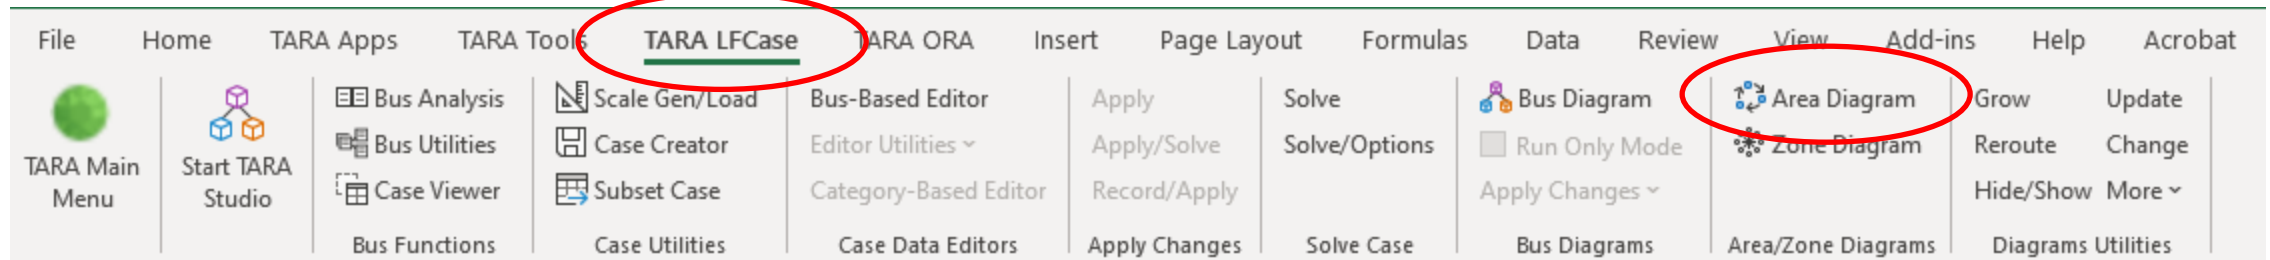 File Home TARA Apps TARA Tools TARA LFCase TARA ORA Insert Page Layout Formulas Data Review View Add-ins Help Acrobat
TARA Main
Menu
Start TARA
Studio
Bus Analysis
Bus Utilities
Case Viewer
Bus Functions
Scale Gen/Load
Case Creator
Subset Case
Case Utilities
Bus-Based Editor
Editor Utilities
Category-Based Editor
Case Data Editors
Apply
Apply/Solve
Record/Apply
Apply Changes
Solve
Solve/Options
Solve Case
Bus Diagram
Run Only Mode
Apply Changes
Bus Diagrams
Area Diagram
Zone Diagram
Area/Zone Diagrams
Grow Update
Reroute Change
Hide/Show More
Diagrams Utilities